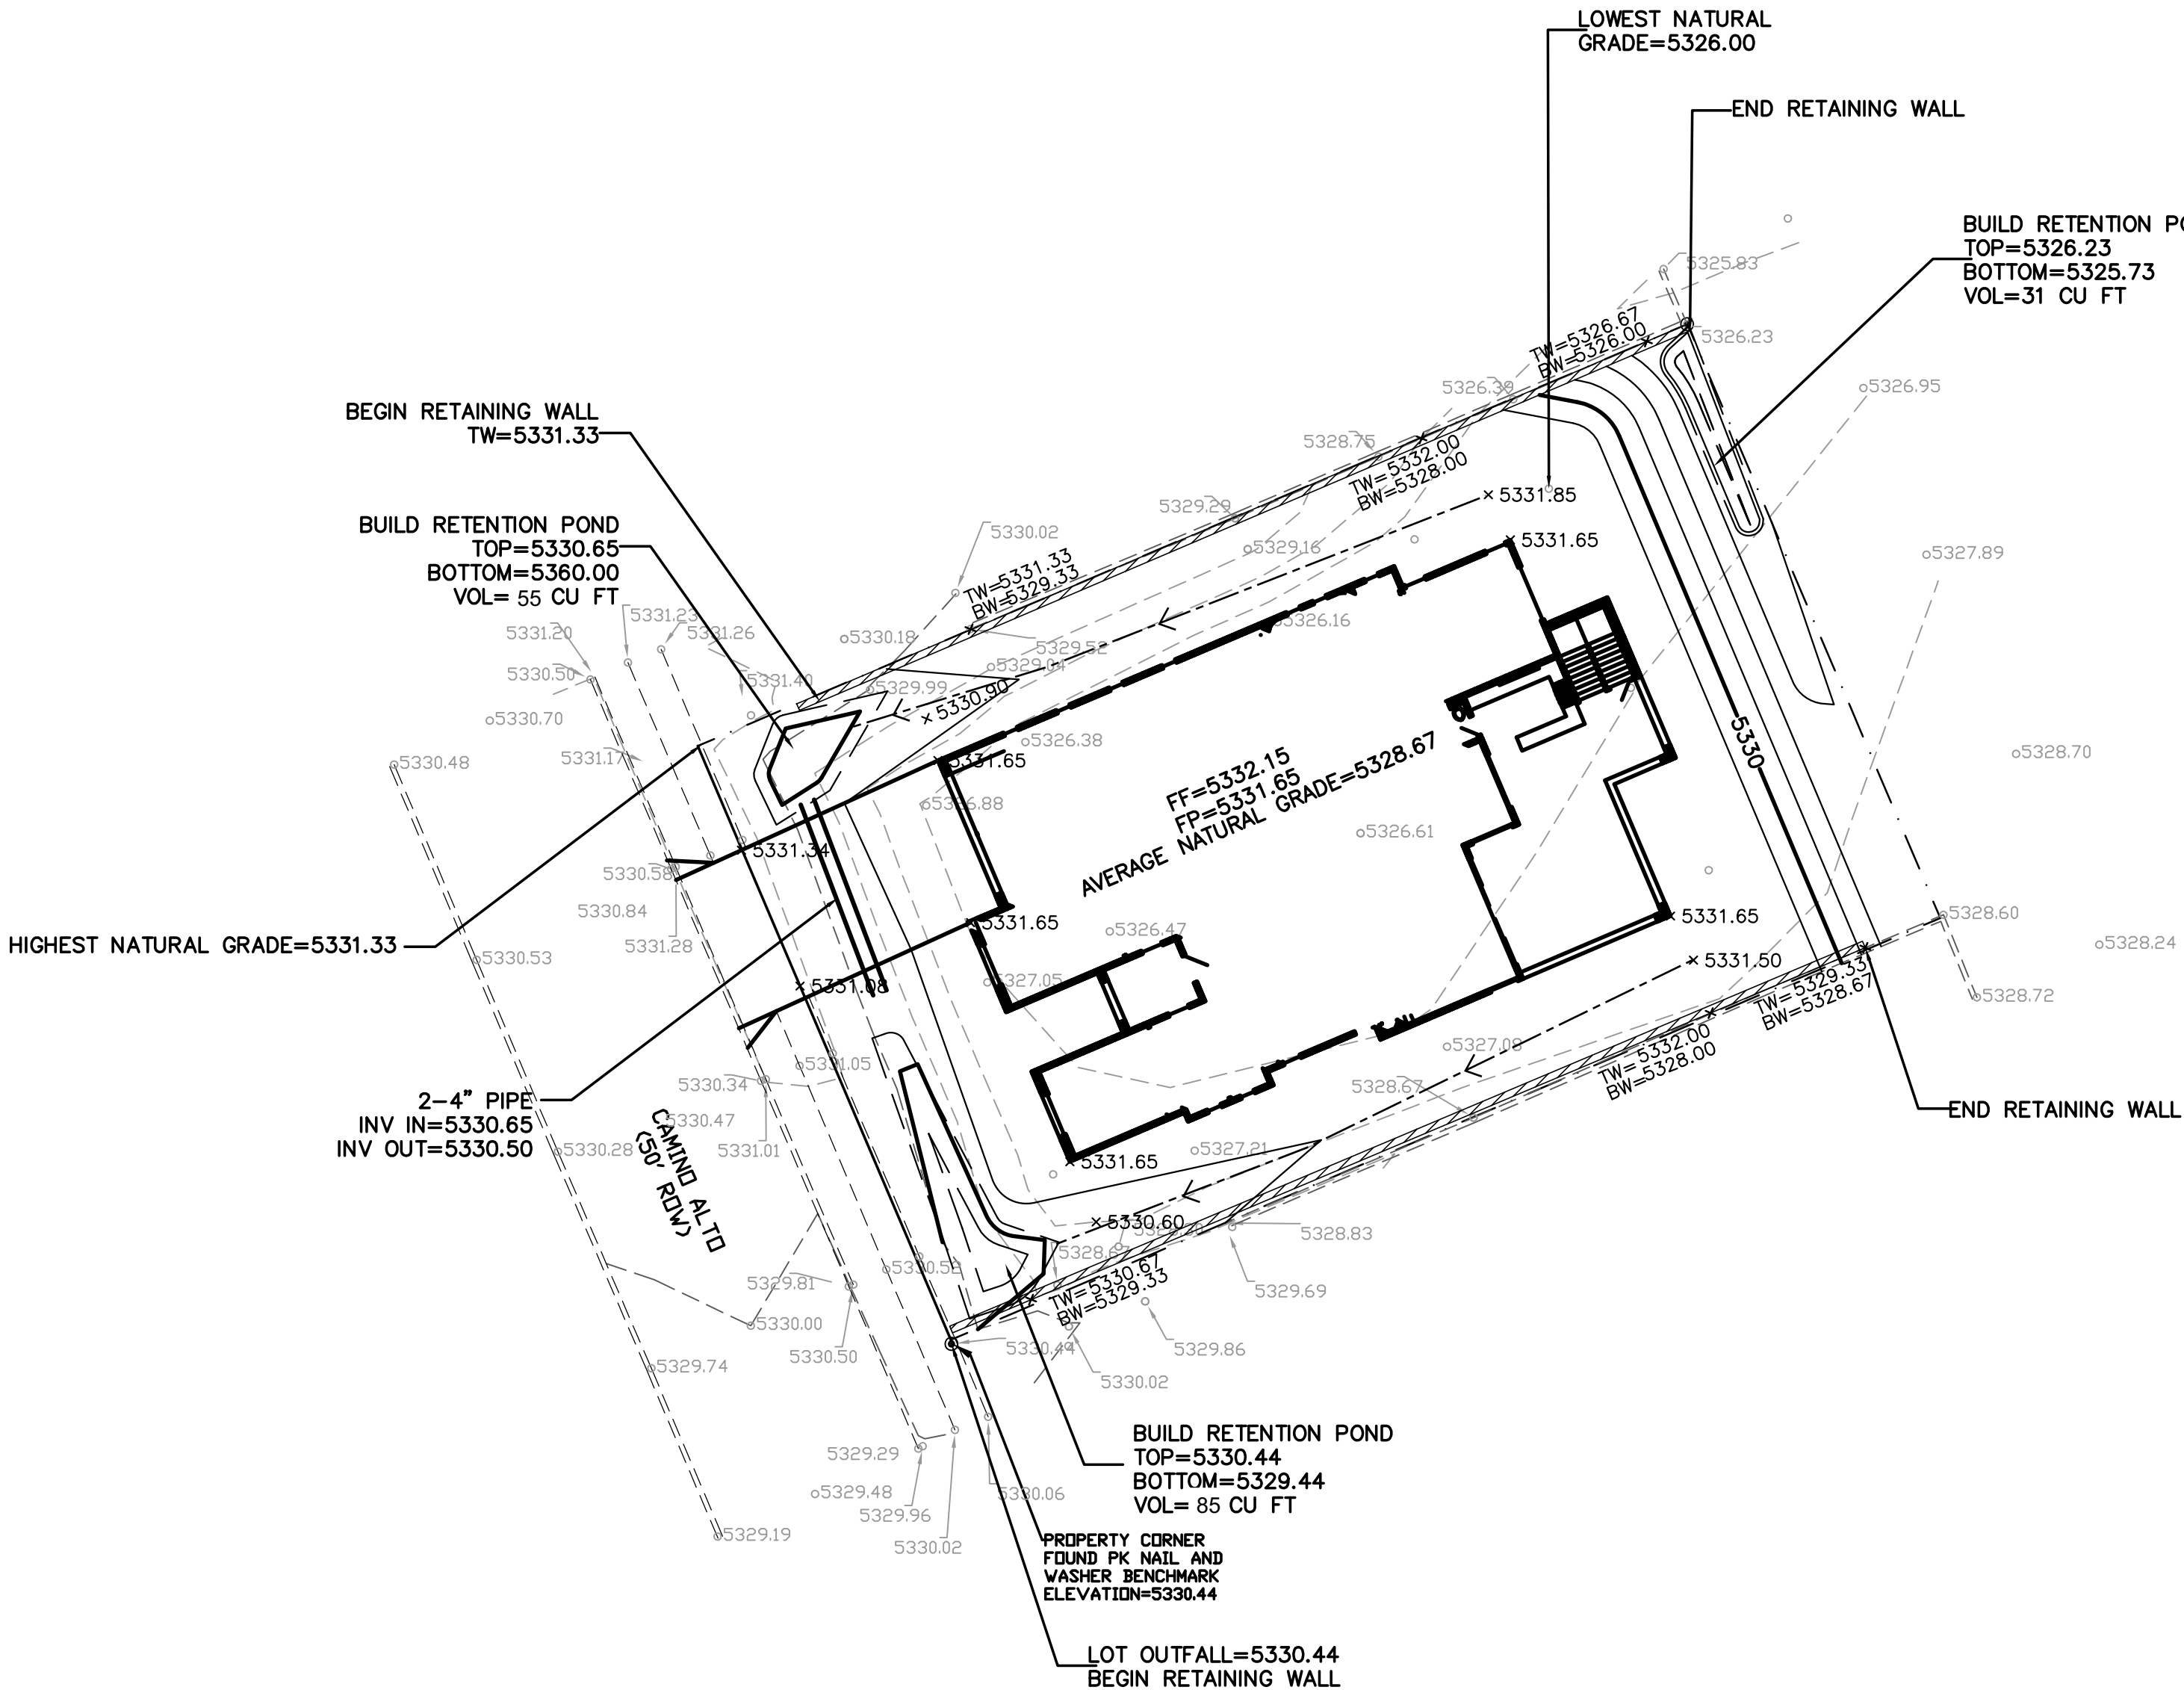 LOWEST NATURAL
GRADE=5326.00
END RETAINING WALL
BUILD RETENTION
TOP=5326.23
BOTTOM=5325.73
VOL=31 CU FT
5325.83
5326.23
TW=5326.67
BW=5326.00
5326.39
5326.95
BEGIN RETAINING WALL
TW=5331.33
5328.75
TW=5332.00
BW=5328.00
5331.85
5329.29
BUILD RETENTION POND
TOP=5330.65
BOTTOM=5360.00
VOL= 55 CU FT
5330.02
5329.16
5331.65
5327.89
TW=5331.33
BW=5329.33
5331.23
5331.20
5331.26
5330.18
5326.16
5329.52
5329.04
5330.50
5331.40
5329.99
5330.90
5330.70
5331.17
5326.38
5330
5328.70
5330.48
5331.65
FF=5332.15
FP=5331.65
AVERAGE NATURAL GRADE=5328.67
5326.88
5326.61
5331.34
5330.58
5330.84
5331.28
HIGHEST NATURAL GRADE=5331.33
5331.65
5326.47
5331.65
5328.60
5328.24
5330.53
5331.08
5327.05
5331.50
5328.72
TW=5329.33
BW=5328.67
5331.05
5327.08
TW=5332.00
BW=5328.00
2-4" PIPE
INV IN=5330.65
INV OUT=5330.50
5330.34
5330.47
5331.01
5328.67
END RETAINING WALL
5330.28
CAMINO ALTO
(50' ROW)
5327.21
5331.65
5330.60
5328.83
5328.67
5330.52
5329.81
TW=5330.67
BW=5329.33
5329.69
5330.00
5330.50
5330.44
5329.86
5329.74
5330.02
BUILD RETENTION POND
TOP=5330.44
BOTTOM=5329.44
VOL= 85 CU FT
5329.29
5329.48
5329.96
5330.06
5330.02
5329.19
PROPERTY CORNER
FOUND PK NAIL AND
WASHER BENCHMARK
ELEVATION=5330.44
LOT OUTFALL=5330.44
BEGIN RETAINING WALL